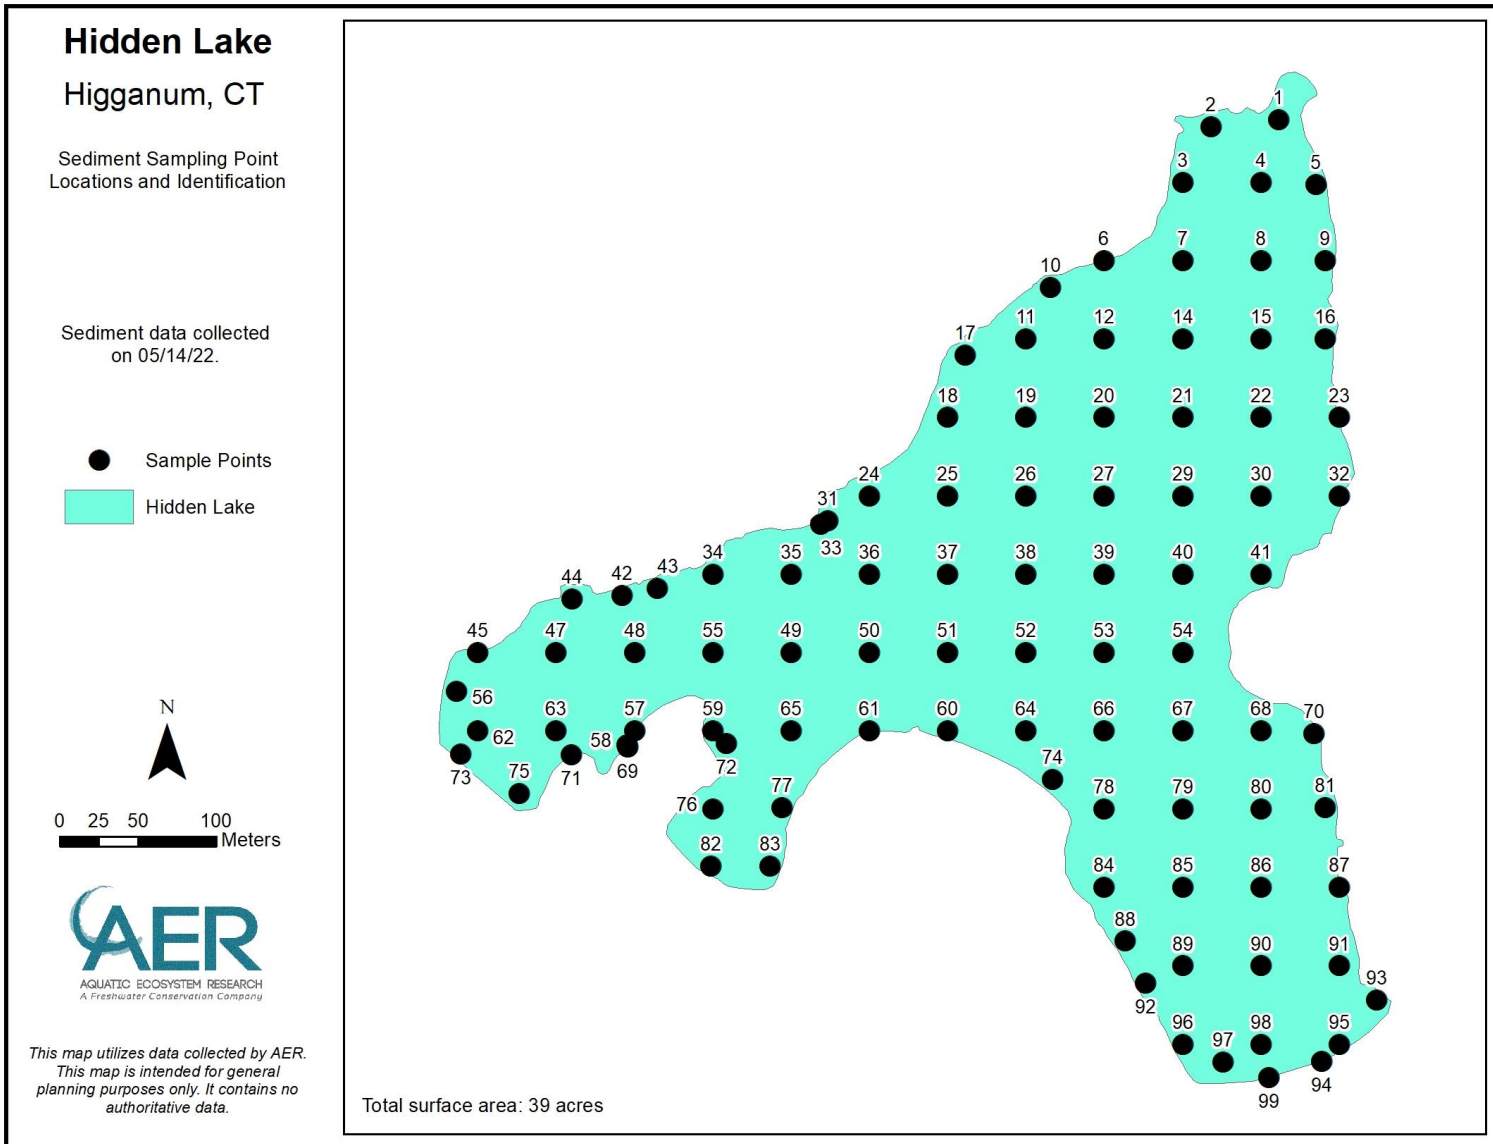 Hidden Lake
Higganum, CT
Sediment Sampling Point
Locations and Identification
Sediment data collected
on 05/14/22.
Sample Points
Hidden Lake
N
0 25 50 100
Meters
AER
AQUATIC ECOSYSTEM RESEARCH
A Freshwater Conservation Company
This map utilizes data collected by AER.
This map is intended for general
planning purposes only. It contains no
authoritative data.
1
2
3 4 5
6 7 8 9
10
11 12 14 15 16
17
18 19 20 21 22 23
24 25 26 27 29 30 32
31
33
34 35 36 37 38 39 40 41
44 42 43
45 47 48 55 49 50 51 52 53 54
56
63 57 59 65 61 60 64 66 67 68 70
62 58
73 71 69 72 74
75 76 77 78 79 80 81
82 83 84 85 86 87
88
89 90 91
92 93
96 97 98 95
94
99
Total surface area: 39 acres